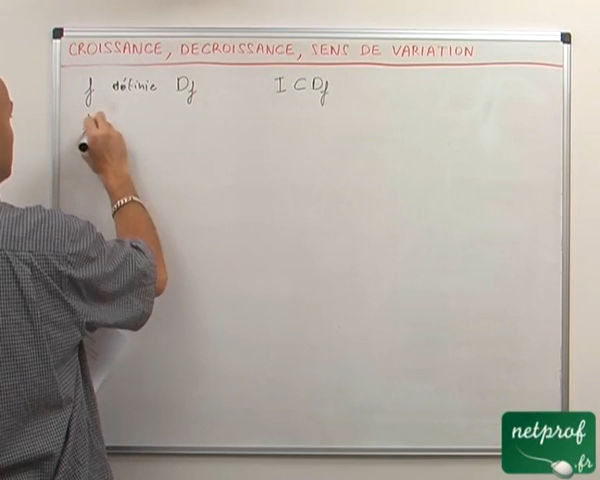 CROISSANCE, DECROISSANCE, SENS DE VARIATION
f définie Df I ⊂ Df
netprof
.fr